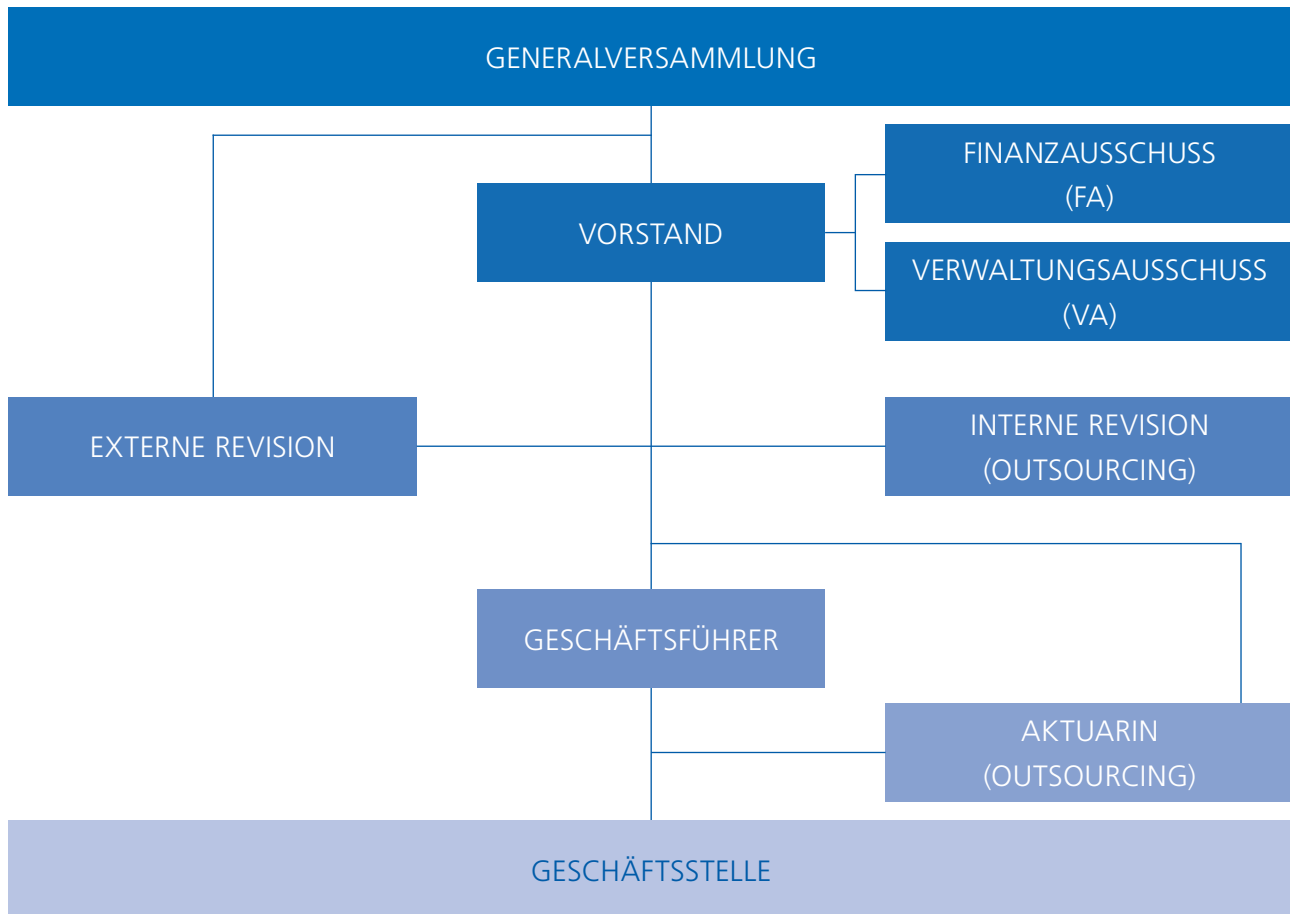 GENERALVERSAMMLUNG
FINANZAUSSCHUSS
(FA)
VORSTAND
VERWALTUNGSAUSSCHUSS
(VA)
EXTERNE REVISION
INTERNE REVISION
(OUTSOURCING)
GESCHÄFTSFÜHRER
AKTUARIN
(OUTSOURCING)
GESCHÄFTSSTELLE